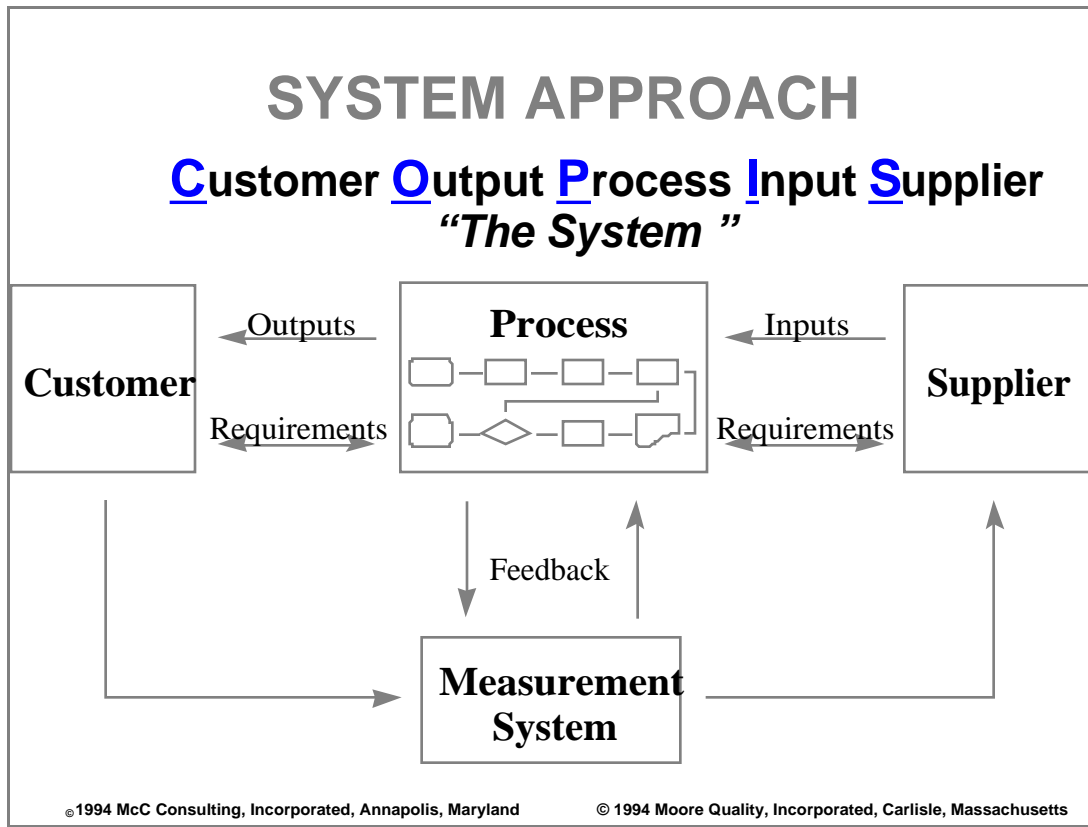 SYSTEM APPROACH
Customer Output Process Input Supplier
“The System ”
Outputs
Process
Inputs
Customer
Supplier
Requirements
Requirements
Feedback
Measurement
System
©1994 McC Consulting, Incorporated, Annapolis, Maryland
© 1994 Moore Quality, Incorporated, Carlisle, Massachusetts